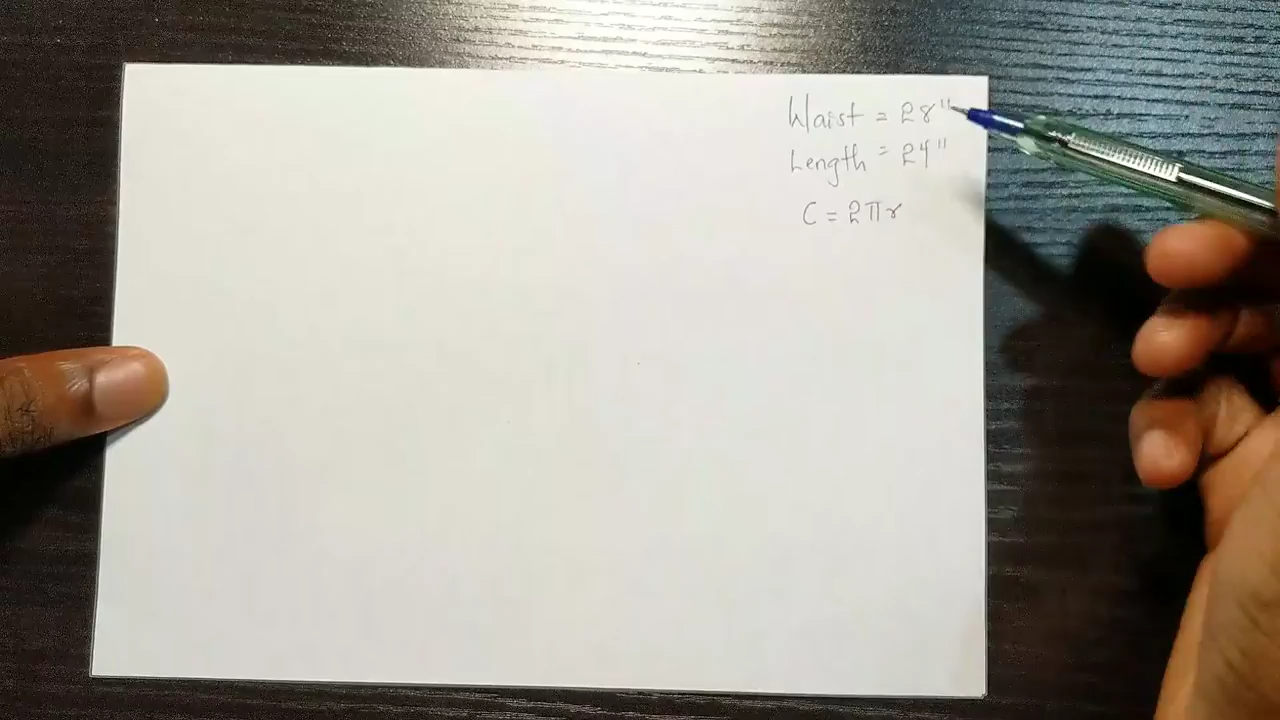 Waist = 28"
Length = 24"
C = 2πr